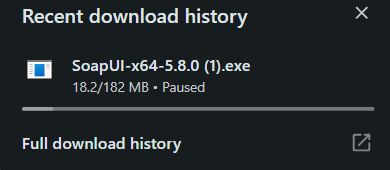 Recent download history
SoapUI-x64-5.8.0 (1).exe
18.2/182 MB • Paused
Full download history